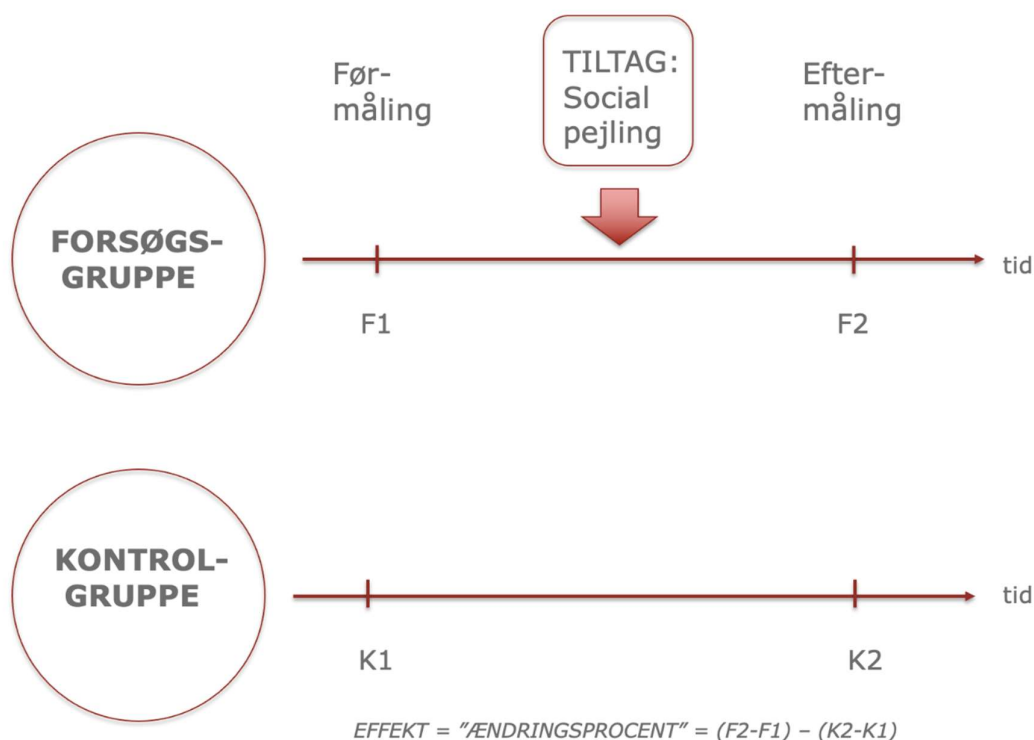 Før-
måling
TILTAG:
Social
pejling
Efter-
måling
FORSØGS-
GRUPPE
tid
F1
F2
KONTROL-
GRUPPE
tid
K1
K2
EFFEKT = "ÆNDRINGSPROCENT" = (F2-F1) – (K2-K1)